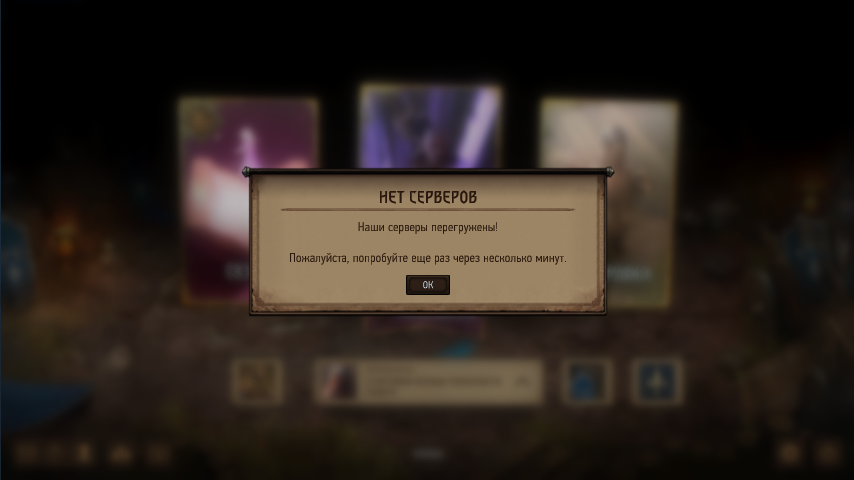 НЕТ СЕРВЕРОВ
Наши серверы перегружены!
Пожалуйста, попробуйте еще раз через несколько минут.
ОК